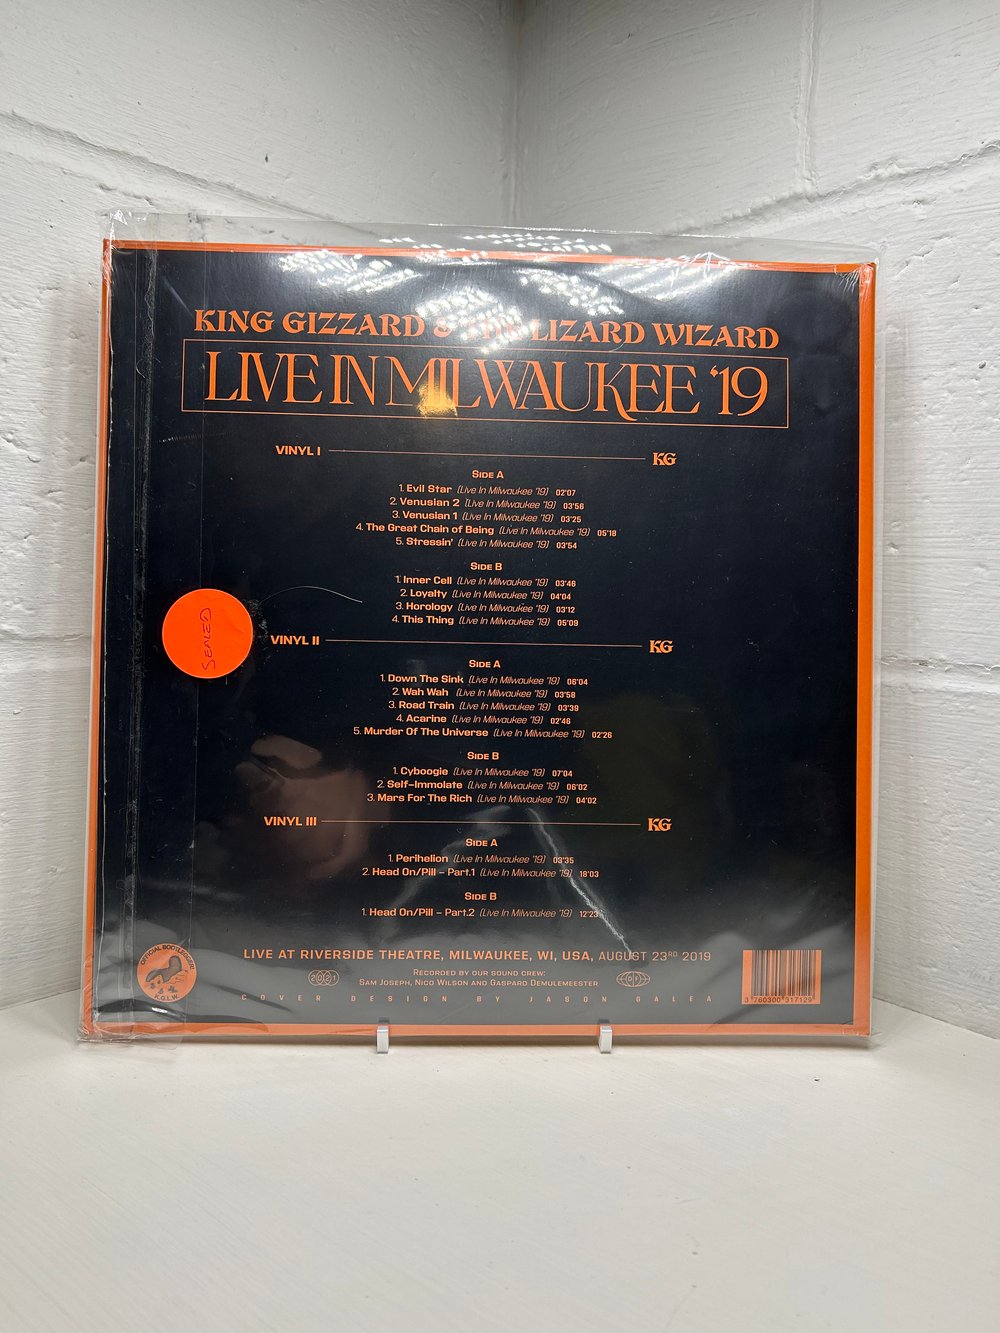 KING GIZZARD & THE LIZARD WIZARD
LIVE IN MILWAUKEE '19
VINYL I KG
SIDE A
1. Evil Star (Live In Milwaukee '19) 02'07
2. Venusian 2 (Live In Milwaukee '19) 03'56
3. Venusian 1 (Live In Milwaukee '19) 03'25
4. The Great Chain of Being (Live In Milwaukee '19) 05'18
5. Stressin' (Live In Milwaukee '19) 03'54
SIDE B
1. Inner Cell (Live In Milwaukee '19) 03'46
2. Loyalty (Live In Milwaukee '19) 04'04
3. Horology (Live In Milwaukee '19) 03'12
4. This Thing (Live In Milwaukee '19) 05'09
SEALED
VINYL II KG
SIDE A
1. Down The Sink (Live In Milwaukee '19) 06'04
2. Wah Wah (Live In Milwaukee '19) 03'58
3. Road Train (Live In Milwaukee '19) 03'39
4. Acarine (Live In Milwaukee '19) 02'46
5. Murder Of The Universe (Live In Milwaukee '19) 02'26
SIDE B
1. Cyboogie (Live In Milwaukee '19) 07'04
2. Self-Immolate (Live In Milwaukee '19) 06'02
3. Mars For The Rich (Live In Milwaukee '19) 04'02
VINYL III KG
SIDE A
1. Perihelion (Live In Milwaukee '19) 03'35
2. Head On/Pill – Part.1 (Live In Milwaukee '19) 18'03
SIDE B
1. Head On/Pill – Part.2 (Live In Milwaukee '19) 12'23
LIVE AT RIVERSIDE THEATRE, MILWAUKEE, WI, USA, AUGUST 23RD 2019
OFFICIAL BOOTLEGGER!
K.G.L.W.
2021
RECORDED BY OUR SOUND CREW:
SAM JOSEPH, NICO WILSON AND GASPARD DEMULEMEESTER
COVER DESIGN BY JASON GALEA
3 760300 317129